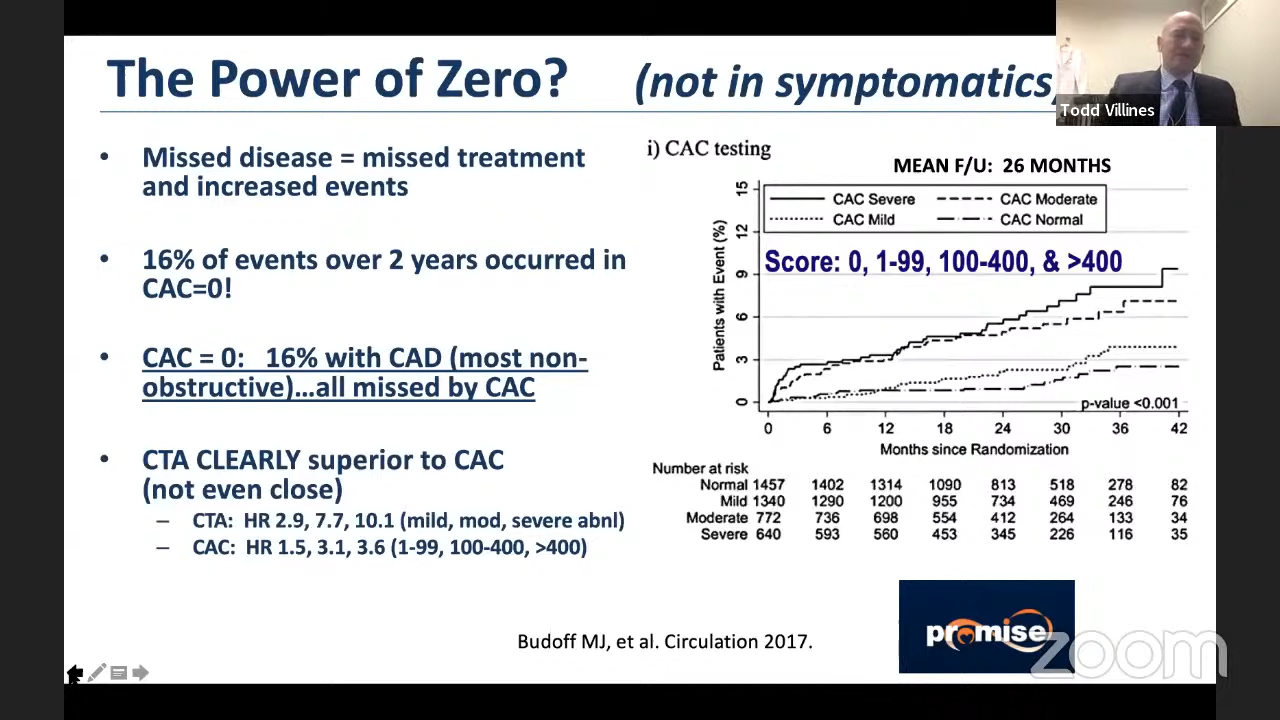 The Power of Zero? (not in symptomatics)
Todd Villines
• Missed disease = missed treatment
and increased events
• 16% of events over 2 years occurred in
CAC=0!
• CAC = 0: 16% with CAD (most non-
obstructive)…all missed by CAC
• CTA CLEARLY superior to CAC
(not even close)
– CTA: HR 2.9, 7.7, 10.1 (mild, mod, severe abnl)
– CAC: HR 1.5, 3.1, 3.6 (1-99, 100-400, >400)
i) CAC testing
MEAN F/U: 26 MONTHS
CAC Severe CAC Moderate
CAC Mild CAC Normal
Score: 0, 1-99, 100-400, & >400
Patients with Event (%)
15
12
9
6
3
0
p-value <0.001
0 6 12 18 24 30 36 42
Months since Randomization
Number at risk
Normal 1457 1402 1314 1090 813 518 278 82
Mild 1340 1290 1200 955 734 469 246 76
Moderate 772 736 698 554 412 264 133 34
Severe 640 593 560 453 345 226 116 35
Budoff MJ, et al. Circulation 2017.
promise
zoom